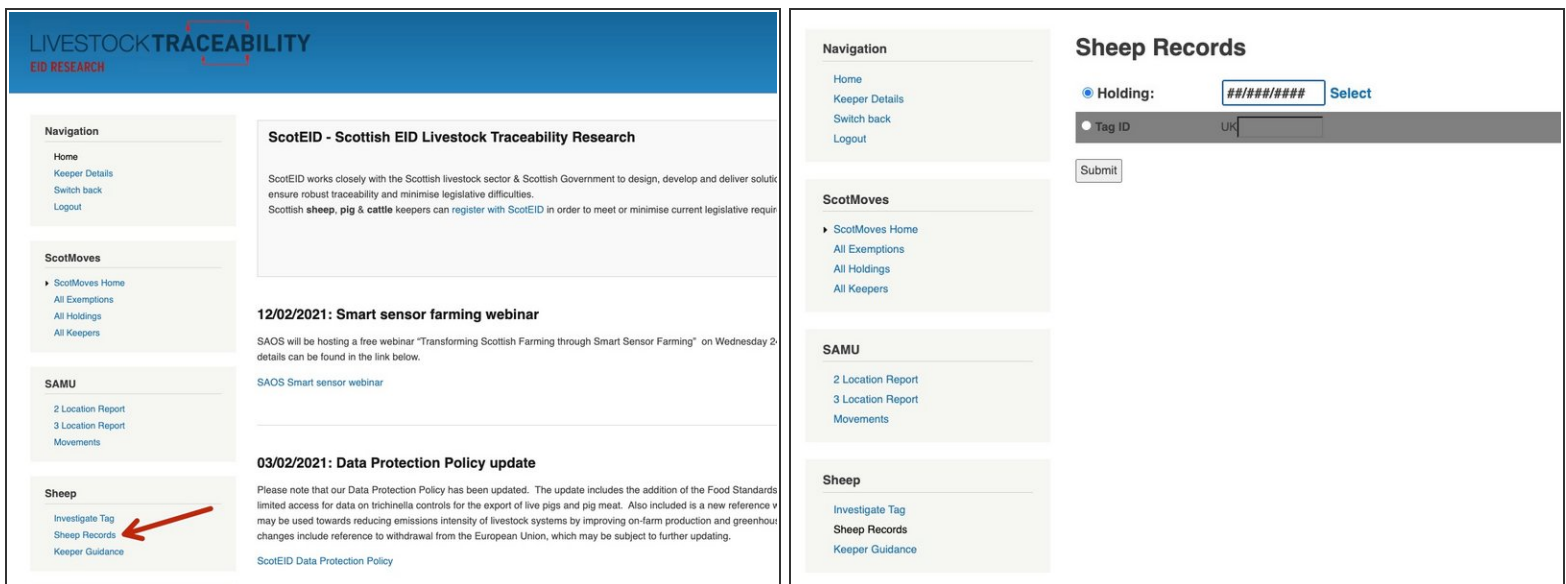 LIVESTOCKTRACEABILITY
EID RESEARCH
Navigation
Home
Keeper Details
Switch back
Logout
ScotMoves
ScotMoves Home
All Exemptions
All Holdings
All Keepers
SAMU
2 Location Report
3 Location Report
Movements
Sheep
Investigate Tag
Sheep Records
Keeper Guidance
ScotEID - Scottish EID Livestock Traceability Research
ScotEID works closely with the Scottish livestock sector & Scottish Government to design, develop and deliver
ensure robust traceability and minimise legislative difficulties.
Scottish sheep, pig & cattle keepers can register with ScotEID in order to meet or minimise current legislative
12/02/2021: Smart sensor farming webinar
SAOS will be hosting a free webinar "Transforming Scottish Farming through Smart Sensor Farming" on Wednesday
details can be found in the link below.
SAOS Smart sensor webinar
03/02/2021: Data Protection Policy update
Please note that our Data Protection Policy has been updated. The update includes the addition of the Food Standards
limited access for data on trichinella controls for the export of live pigs and pig meat. Also included is a new reference
may be used towards reducing emissions intensity of livestock systems by improving on-farm production and
changes include reference to withdrawal from the European Union, which may be subject to further updating.
ScotEID Data Protection Policy
Navigation
Home
Keeper Details
Switch back
Logout
ScotMoves
ScotMoves Home
All Exemptions
All Holdings
All Keepers
SAMU
2 Location Report
3 Location Report
Movements
Sheep
Investigate Tag
Sheep Records
Keeper Guidance
Sheep Records
Holding: ##/###/#### Select
Tag ID UK
Submit